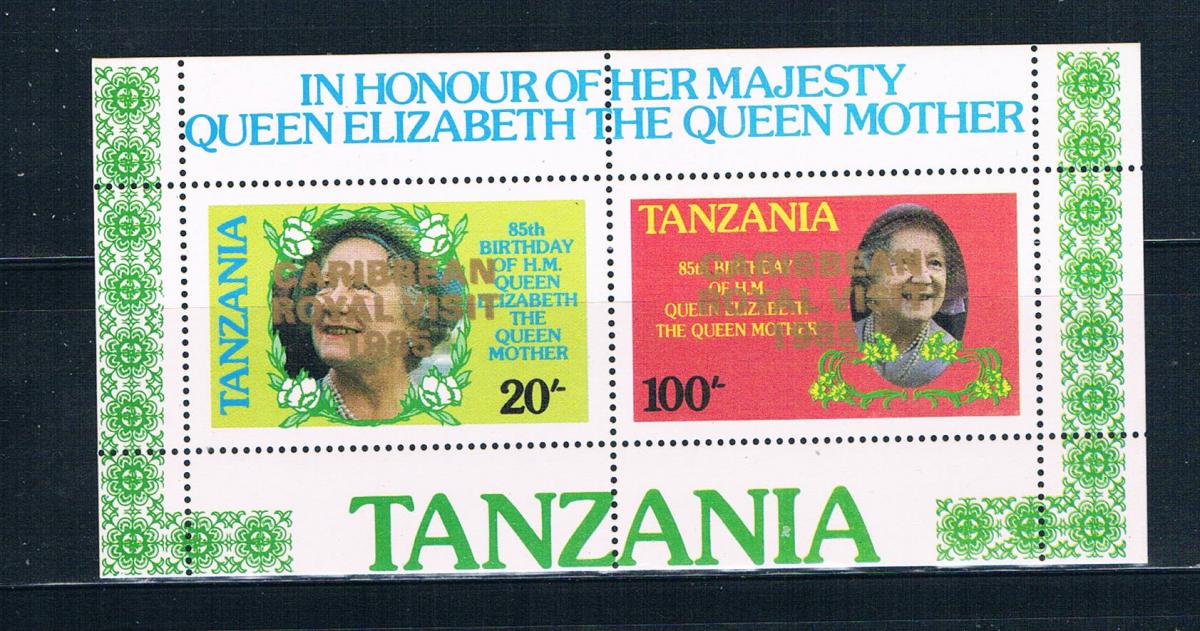 IN HONOUR OF HER MAJESTY
QUEEN ELIZABETH THE QUEEN MOTHER
TANZANIA
85th
BIRTHDAY
OF H.M.
QUEEN
ELIZABETH
THE
QUEEN
MOTHER
20/-
CARIBBEAN
ROYAL VISIT
1985
TANZANIA
85th BIRTHDAY
OF H.M.
QUEEN ELIZABETH
THE QUEEN MOTHER
100/-
CARIBBEAN
ROYAL VISIT
1985
TANZANIA